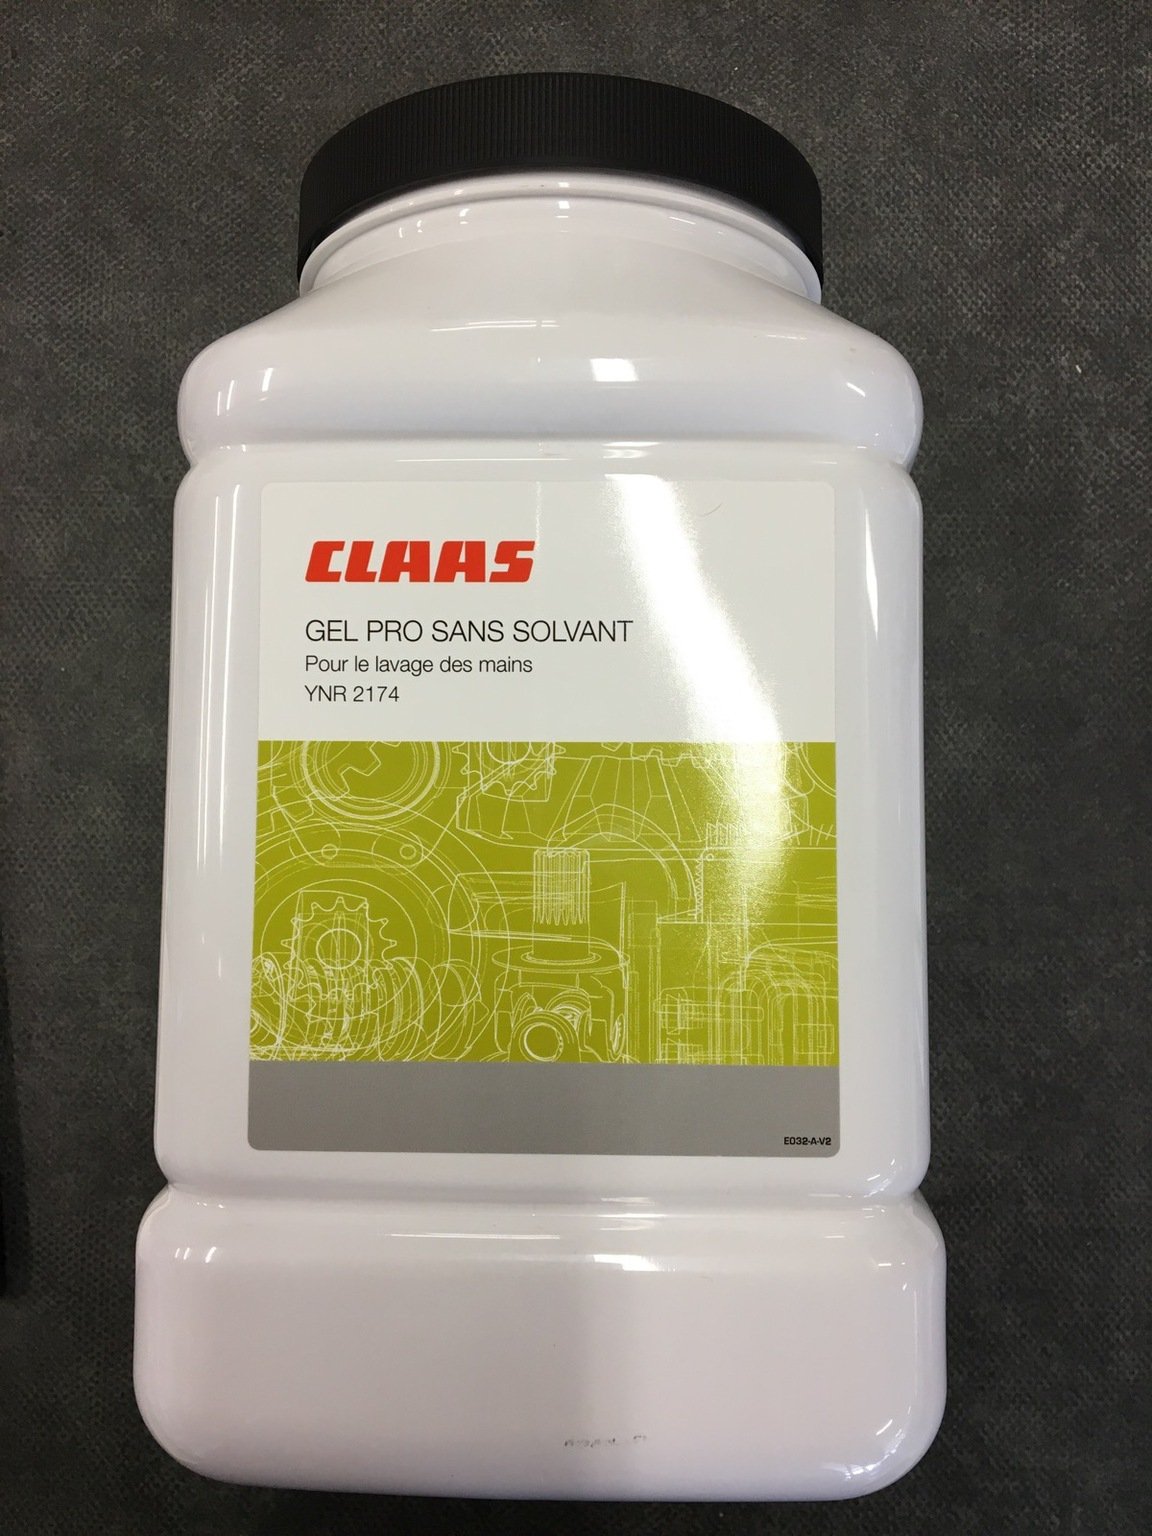 CLAAS
GEL PRO SANS SOLVANT
Pour le lavage des mains
YNR 2174
E032-A-V2